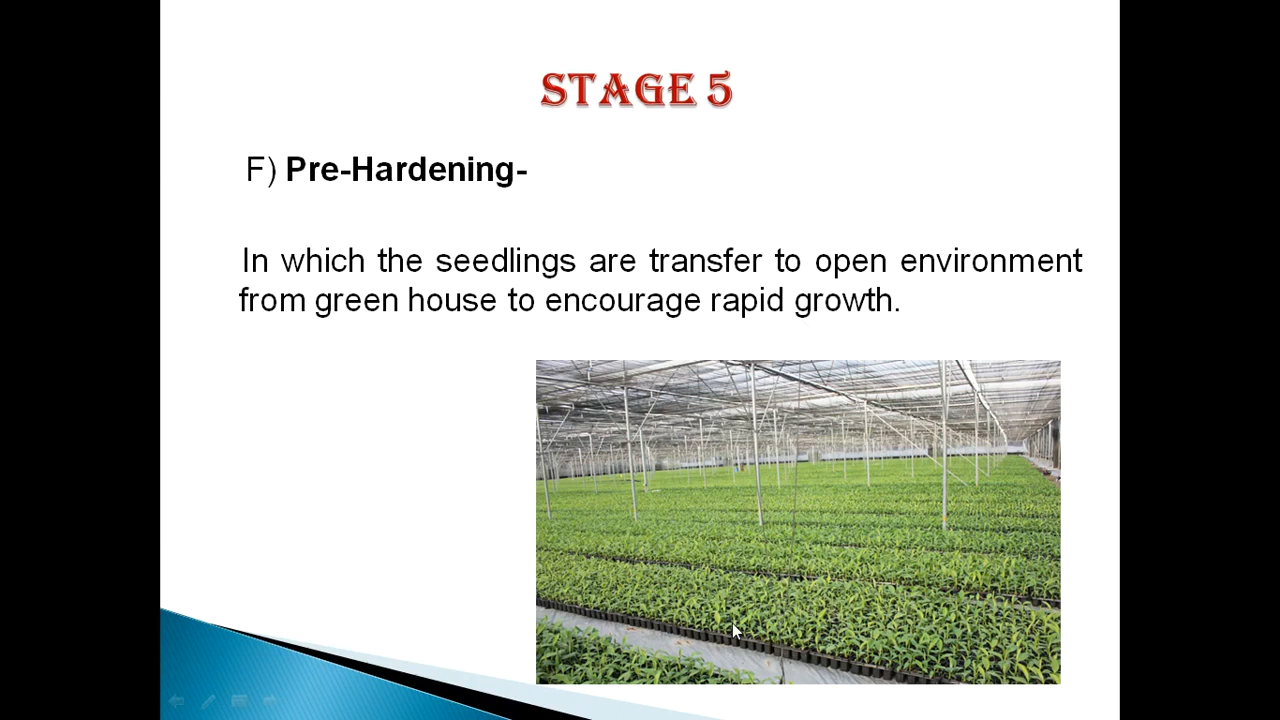 STAGE 5
F) Pre-Hardening-
In which the seedlings are transfer to open environment
from green house to encourage rapid growth.